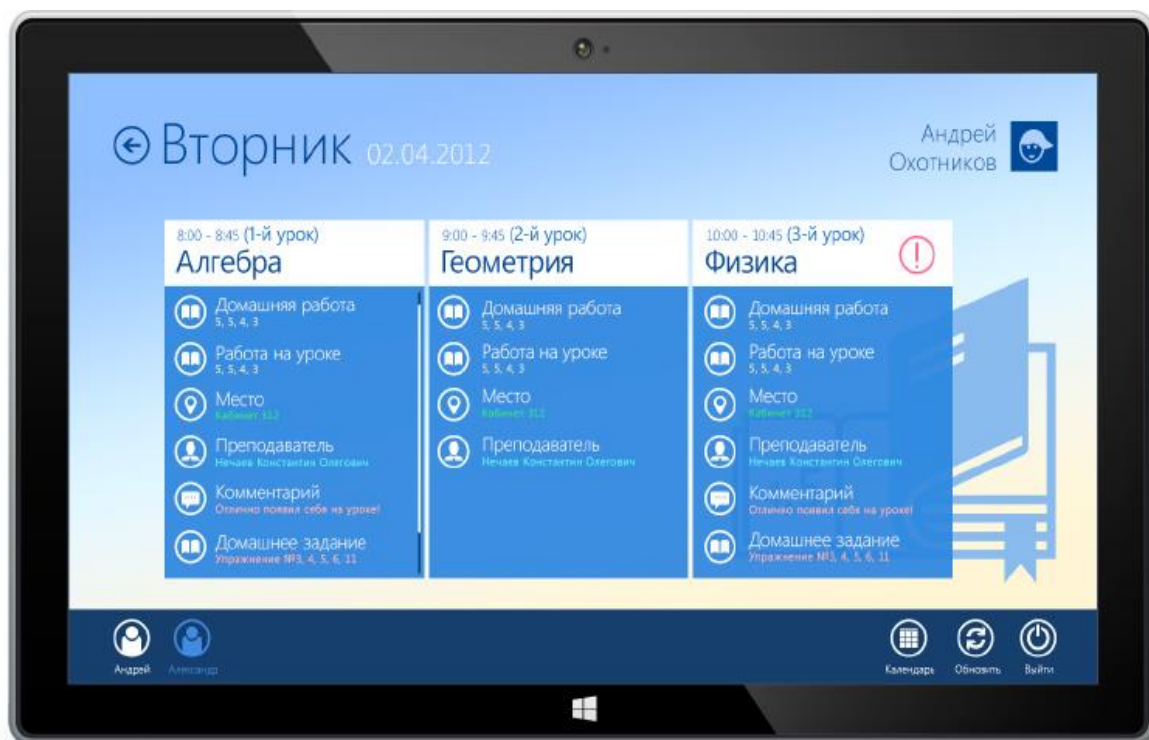 Вторник 02.04.2012
Андрей
Охотников
8:00 - 8:45 (1-й урок)
Алгебра
Домашняя работа
5, 5, 4, 3
Работа на уроке
5, 5, 4, 3
Место
Кабинет 312
Преподаватель
Нечаев Константин Олегович
Комментарий
Отлично появил себя на уроке!
Домашнее задание
Упражнение №3, 4, 5, 6, 11
9:00 - 9:45 (2-й урок)
Геометрия
Домашняя работа
5, 5, 4, 3
Работа на уроке
5, 5, 4, 3
Место
Кабинет 312
Преподаватель
Нечаев Константин Олегович
10:00 - 10:45 (3-й урок)
Физика
Домашняя работа
5, 5, 4, 3
Работа на уроке
5, 5, 4, 3
Место
Кабинет 312
Преподаватель
Нечаев Константин Олегович
Комментарий
Отлично появил себя на уроке!
Домашнее задание
Упражнение №3, 4, 5, 6, 11
Андрей
Александр
Календарь
Обновить
Выйти